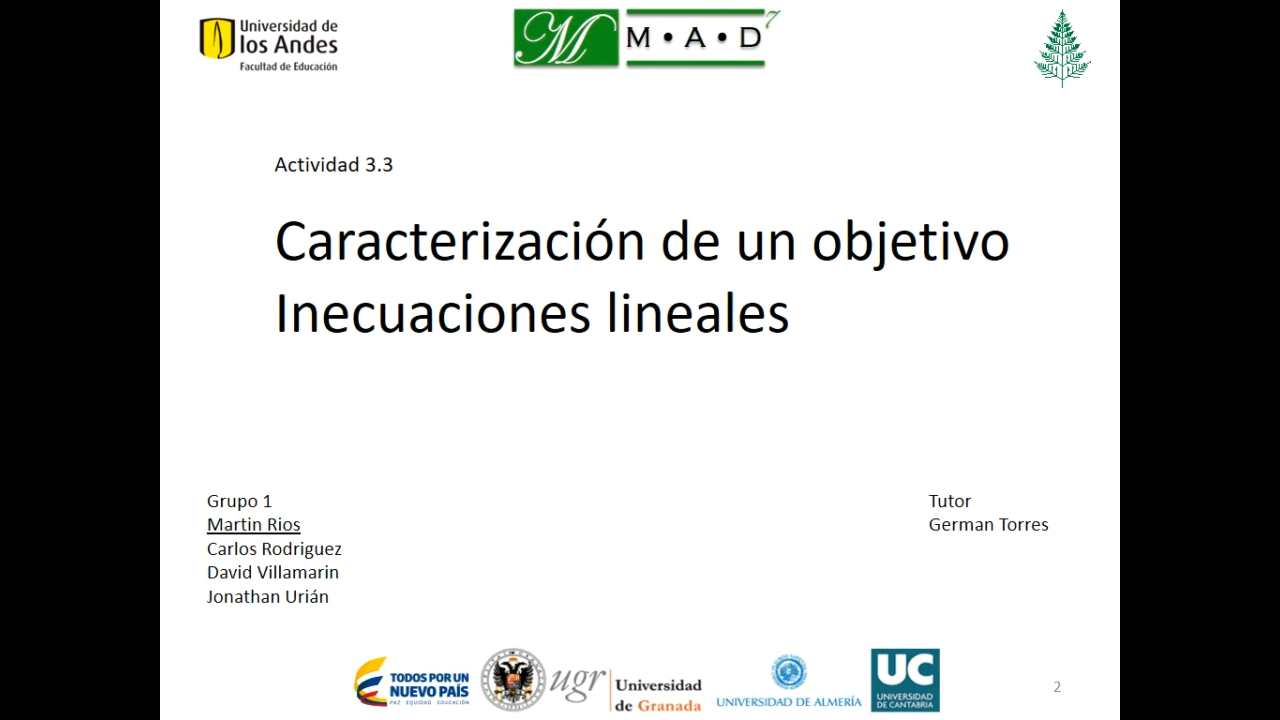 Universidad de
los Andes
Facultad de Educación
M
M • A • D
7
Actividad 3.3
Caracterización de un objetivo
Inecuaciones lineales
Grupo 1
Martin Rios
Carlos Rodriguez
David Villamarin
Jonathan Urián
Tutor
German Torres
TODOS POR UN
NUEVO PAÍS
PAZ EQUIDAD EDUCACIÓN
ugr
Universidad
de Granada
UNIVERSIDAD DE ALMERÍA
UC
UNIVERSIDAD
DE CANTABRIA
2